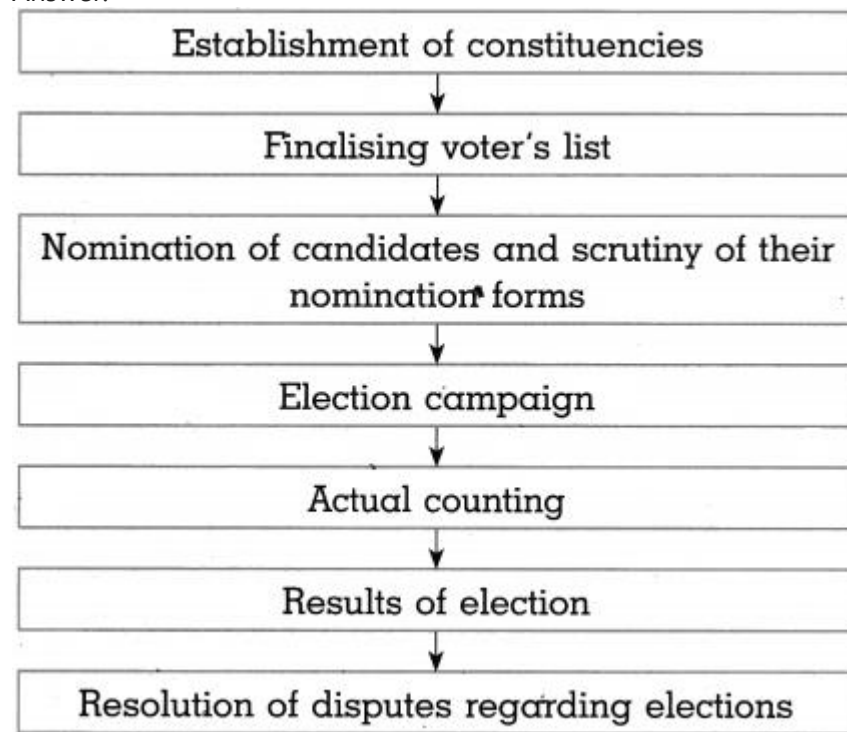 Establishment of constituencies
Finalising voter's list
Nomination of candidates and scrutiny of their
nomination forms
Election campaign
Actual counting
Results of election
Resolution of disputes regarding elections